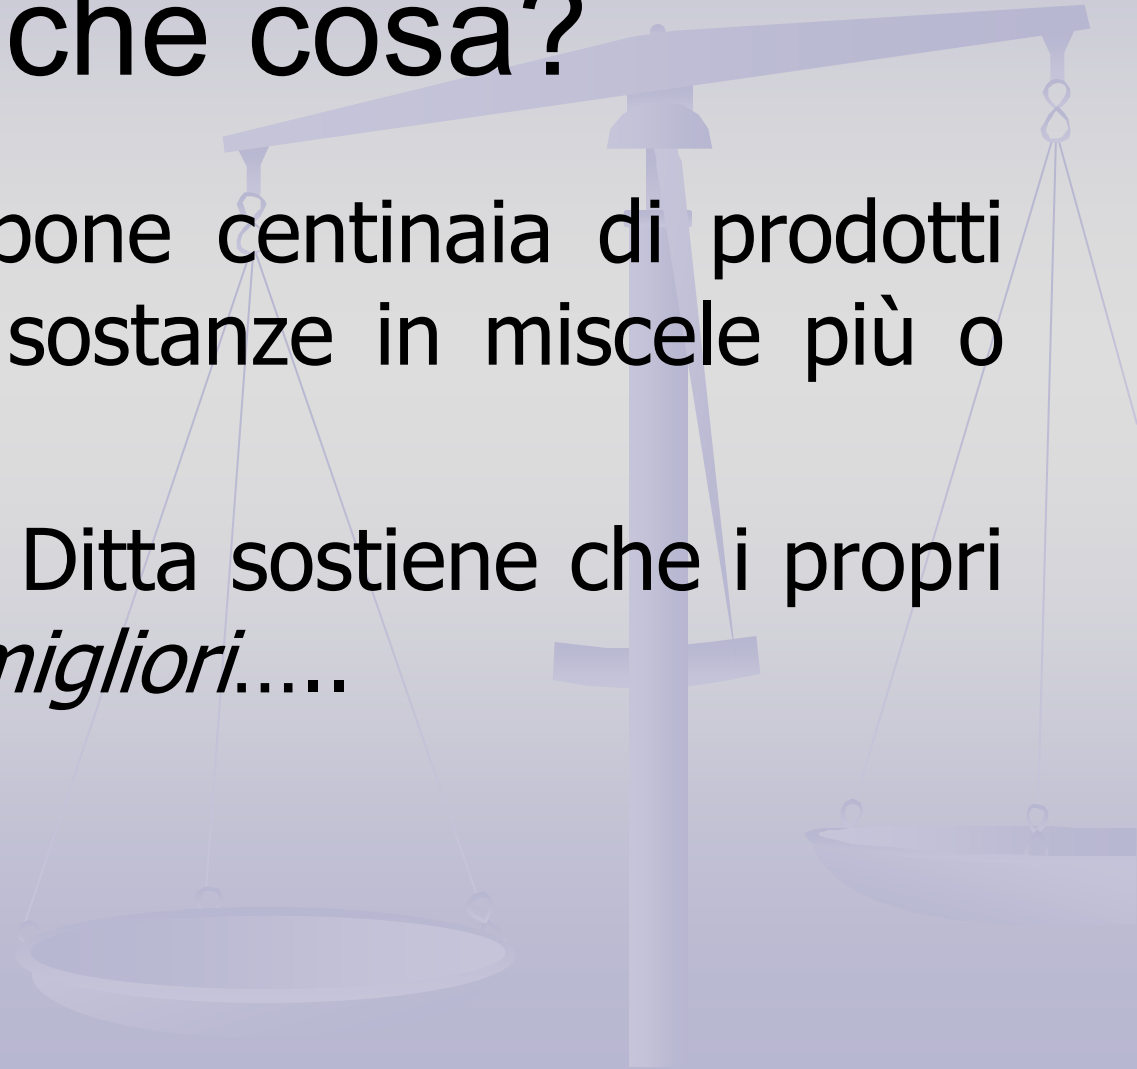 che cosa?
pone centinaia di prodotti
sostanze in miscele più o
Ditta sostiene che i propri
migliori.....